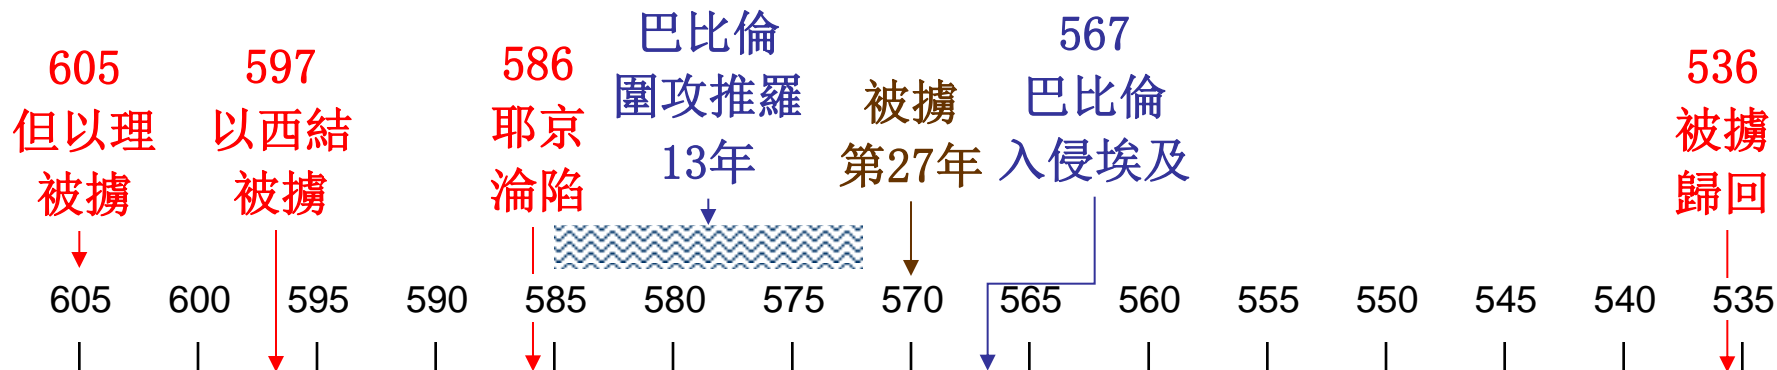 605
但以理
被擄
597
以西結
被擄
586
耶京
淪陷
巴比倫
圍攻推羅
13年
被擄
第27年
567
巴比倫
入侵埃及
536
被擄
歸回
605 600 595 590 585 580 575 570 565 560 555 550 545 540 535